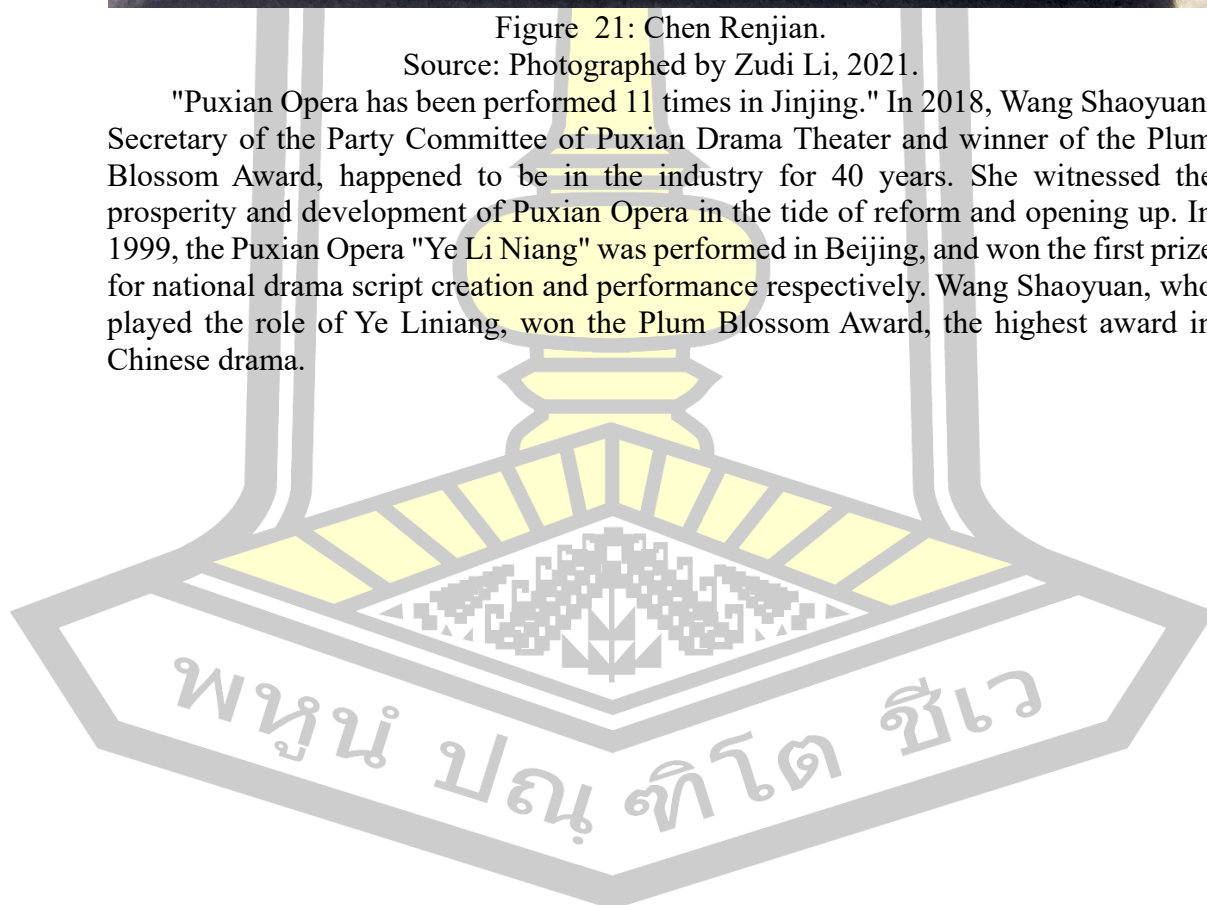 Figure 21: Chen Renjian.
Source: Photographed by Zudi Li, 2021.
"Puxian Opera has been performed 11 times in Jinjing." In 2018, Wang Shaoyuan
Secretary of the Party Committee of Puxian Drama Theater and winner of the Plum
Blossom Award, happened to be in the industry for 40 years. She witnessed the
prosperity and development of Puxian Opera in the tide of reform and opening up. In
1999, the Puxian Opera "Ye Li Niang" was performed in Beijing, and won the first prize
for national drama script creation and performance respectively. Wang Shaoyuan, who
played the role of Ye Liniang, won the Plum Blossom Award, the highest award in
Chinese drama.
พหูนํ ปณฺฑิโต ชีเว